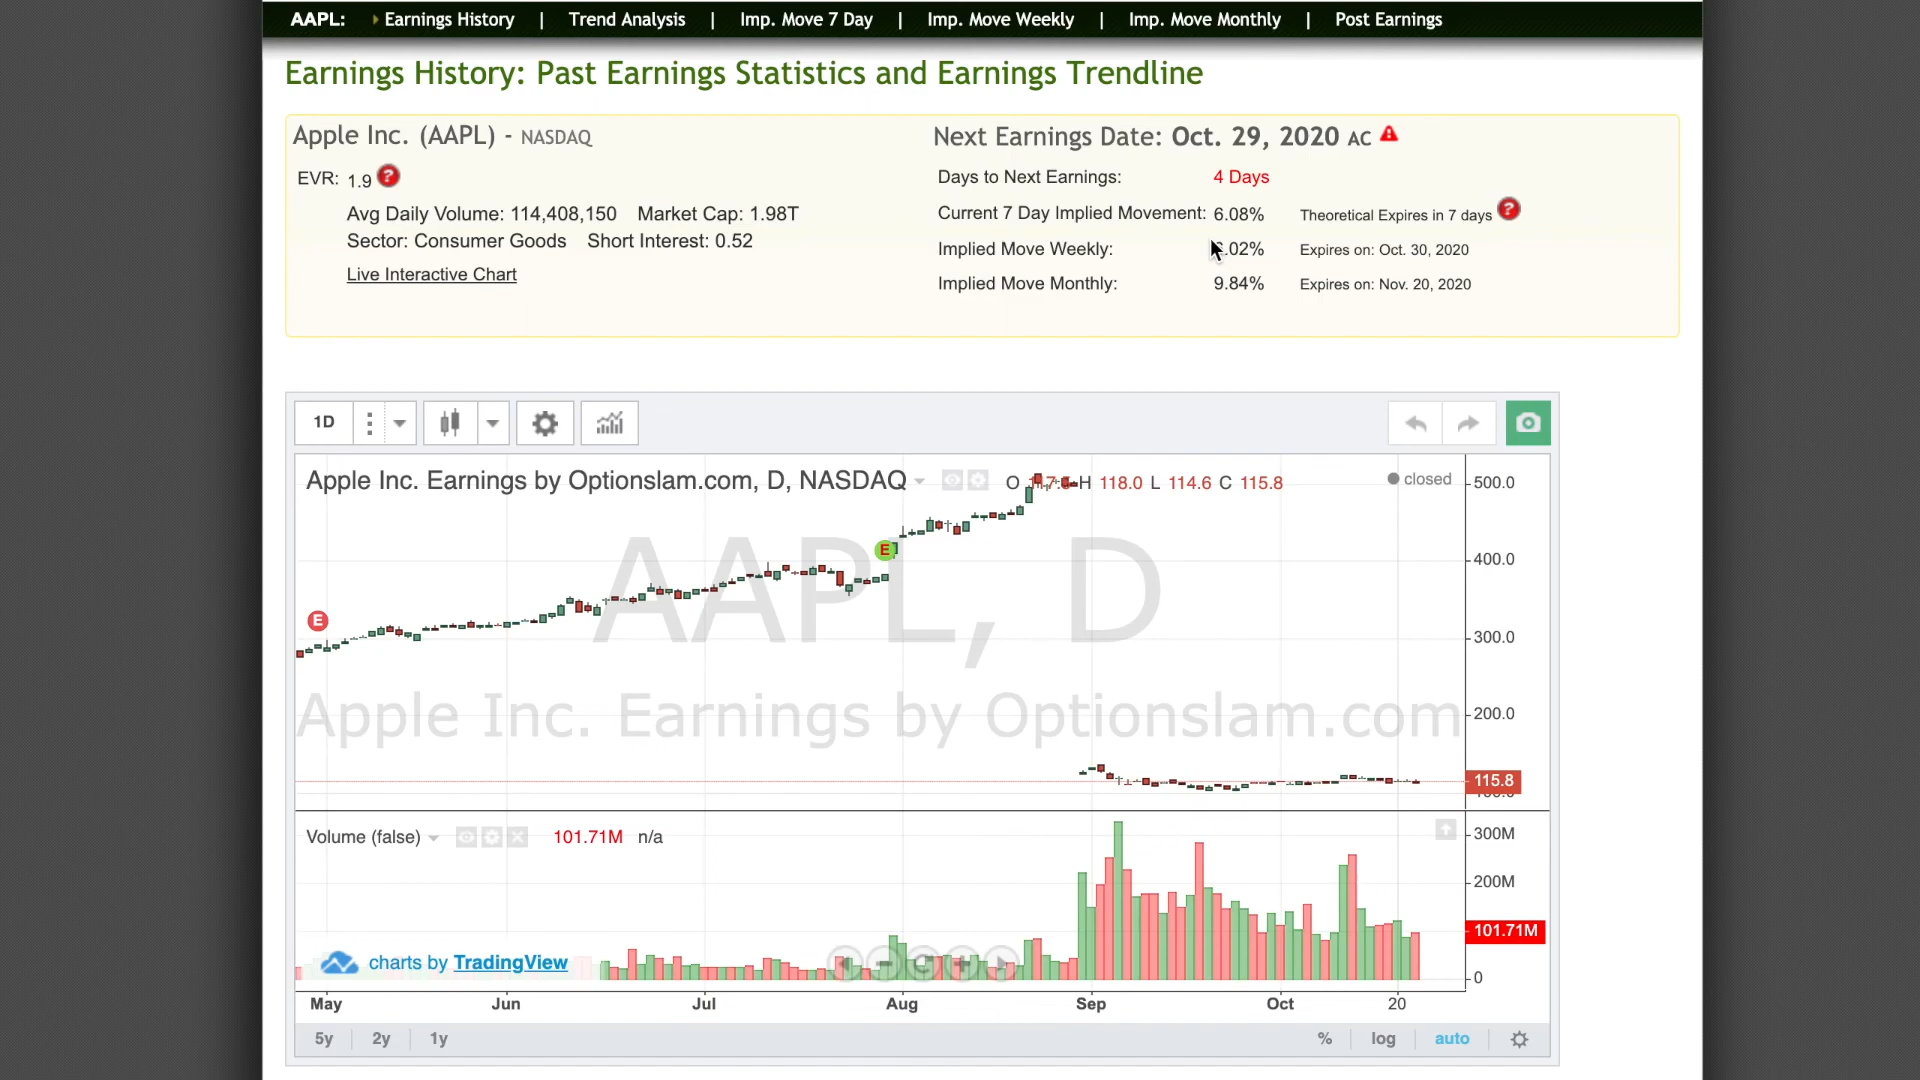 AAPL: Earnings History | Trend Analysis | Imp. Move 7 Day | Imp. Move Weekly | Imp. Move Monthly | Post Earnings
Earnings History: Past Earnings Statistics and Earnings Trendline
Apple Inc. (AAPL) - NASDAQ
EVR: 1.9 ?
Avg Daily Volume: 114,408,150 Market Cap: 1.98T
Sector: Consumer Goods Short Interest: 0.52
Live Interactive Chart
Next Earnings Date: Oct. 29, 2020 AC
Days to Next Earnings: 4 Days
Current 7 Day Implied Movement: 6.08% Theoretical Expires in 7 days ?
Implied Move Weekly: .02% Expires on: Oct. 30, 2020
Implied Move Monthly: 9.84% Expires on: Nov. 20, 2020
1D
Apple Inc. Earnings by Optionslam.com, D, NASDAQ O H 118.0 L 114.6 C 115.8 closed
500.0
400.0
300.0
200.0
115.8
E
E
AAPL, D
Apple Inc. Earnings by Optionslam.com
Volume (false) 101.71M n/a
300M
200M
101.71M
0
charts by TradingView
May Jun Jul Aug Sep Oct 20
5y 2y 1y % log auto